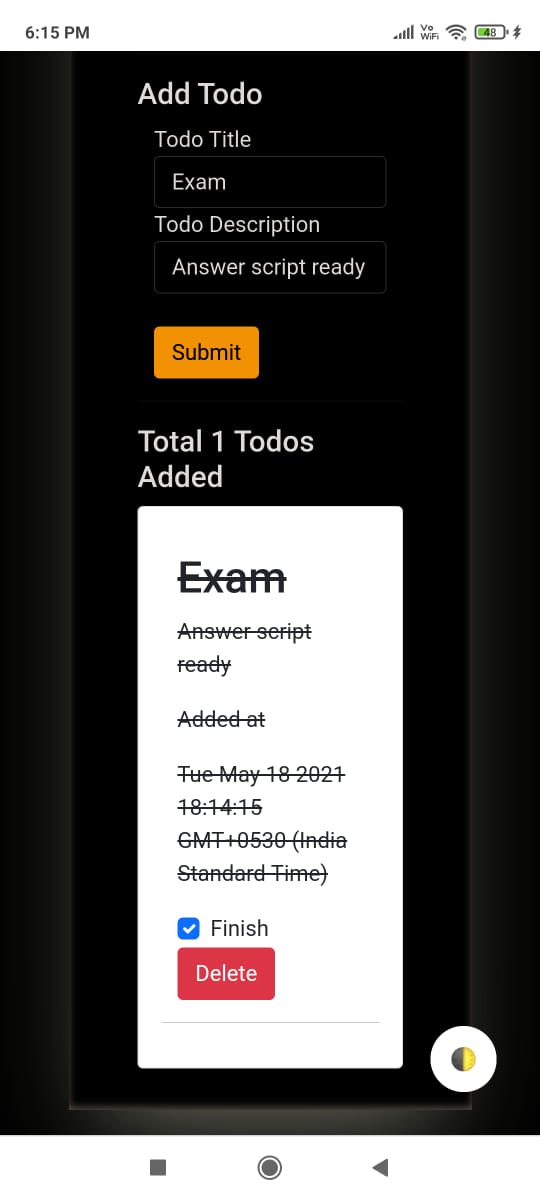 6:15 PM
Vo
WiFi
48
Add Todo
Todo Title
Exam
Todo Description
Answer script ready
Submit
Total 1 Todos
Added
Exam
Answer script
ready
Added at
Tue May 18 2021
18:14:15
GMT+0530 (India
Standard Time)
Finish
Delete